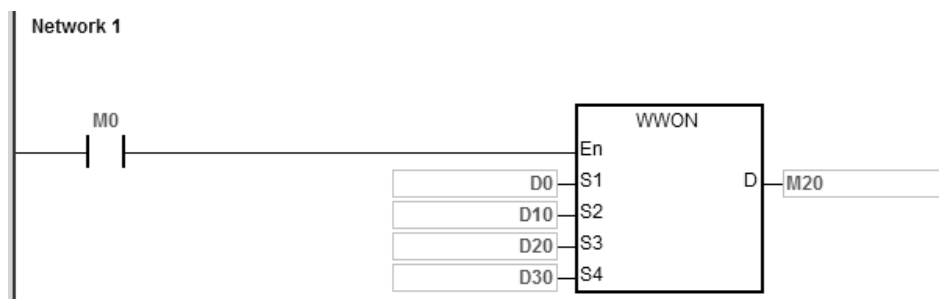 Network 1
M0
WWON
En
D0 S1 D M20
D10 S2
D20 S3
D30 S4